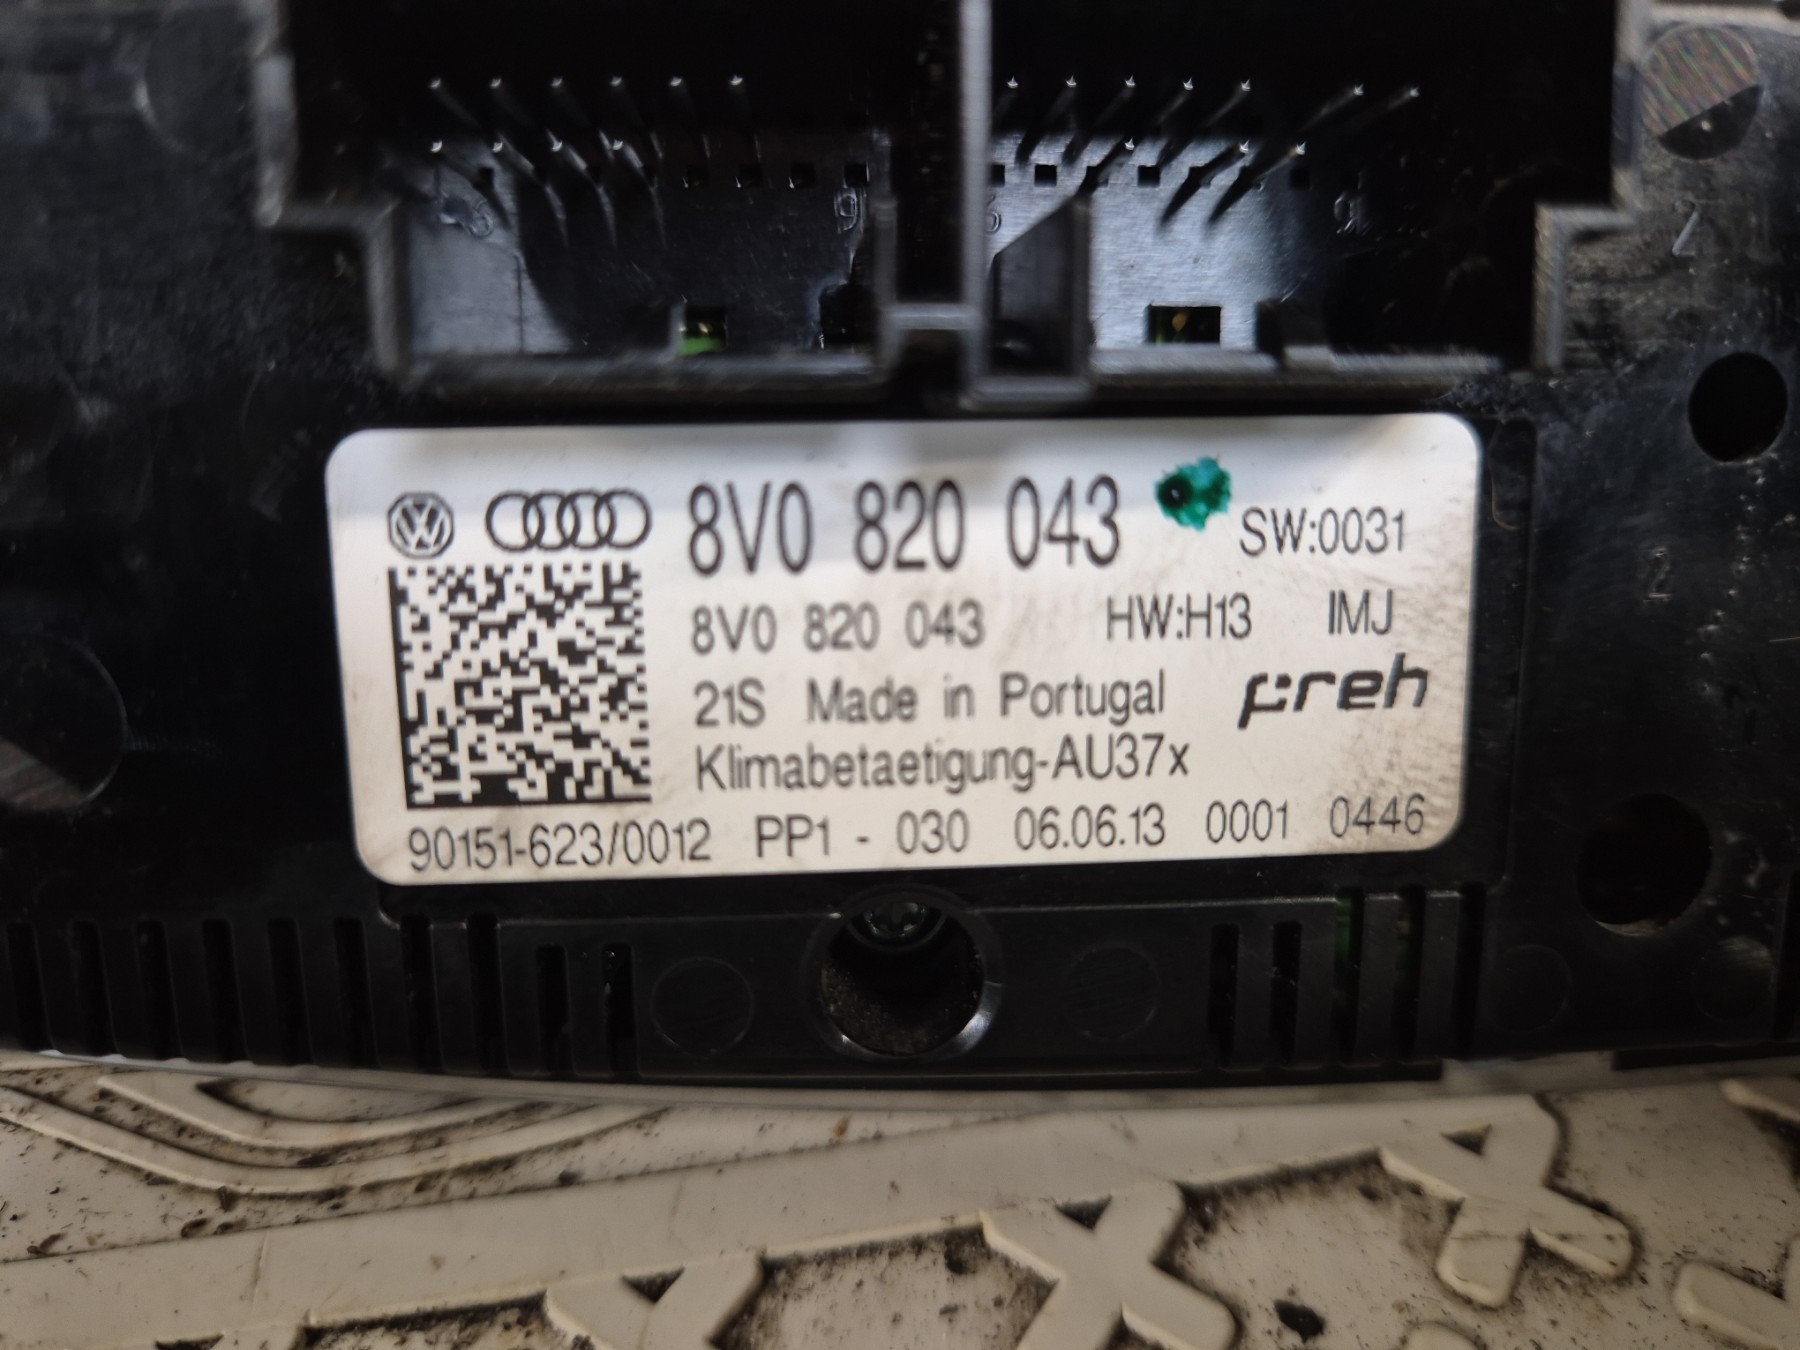 8V0 820 043 SW:0031
8V0 820 043 HW:H13 IMJ
21S Made in Portugal preh
Klimabetaetigung-AU37x
90151-623/0012 PP1 - 030 06.06.13 0001 0446